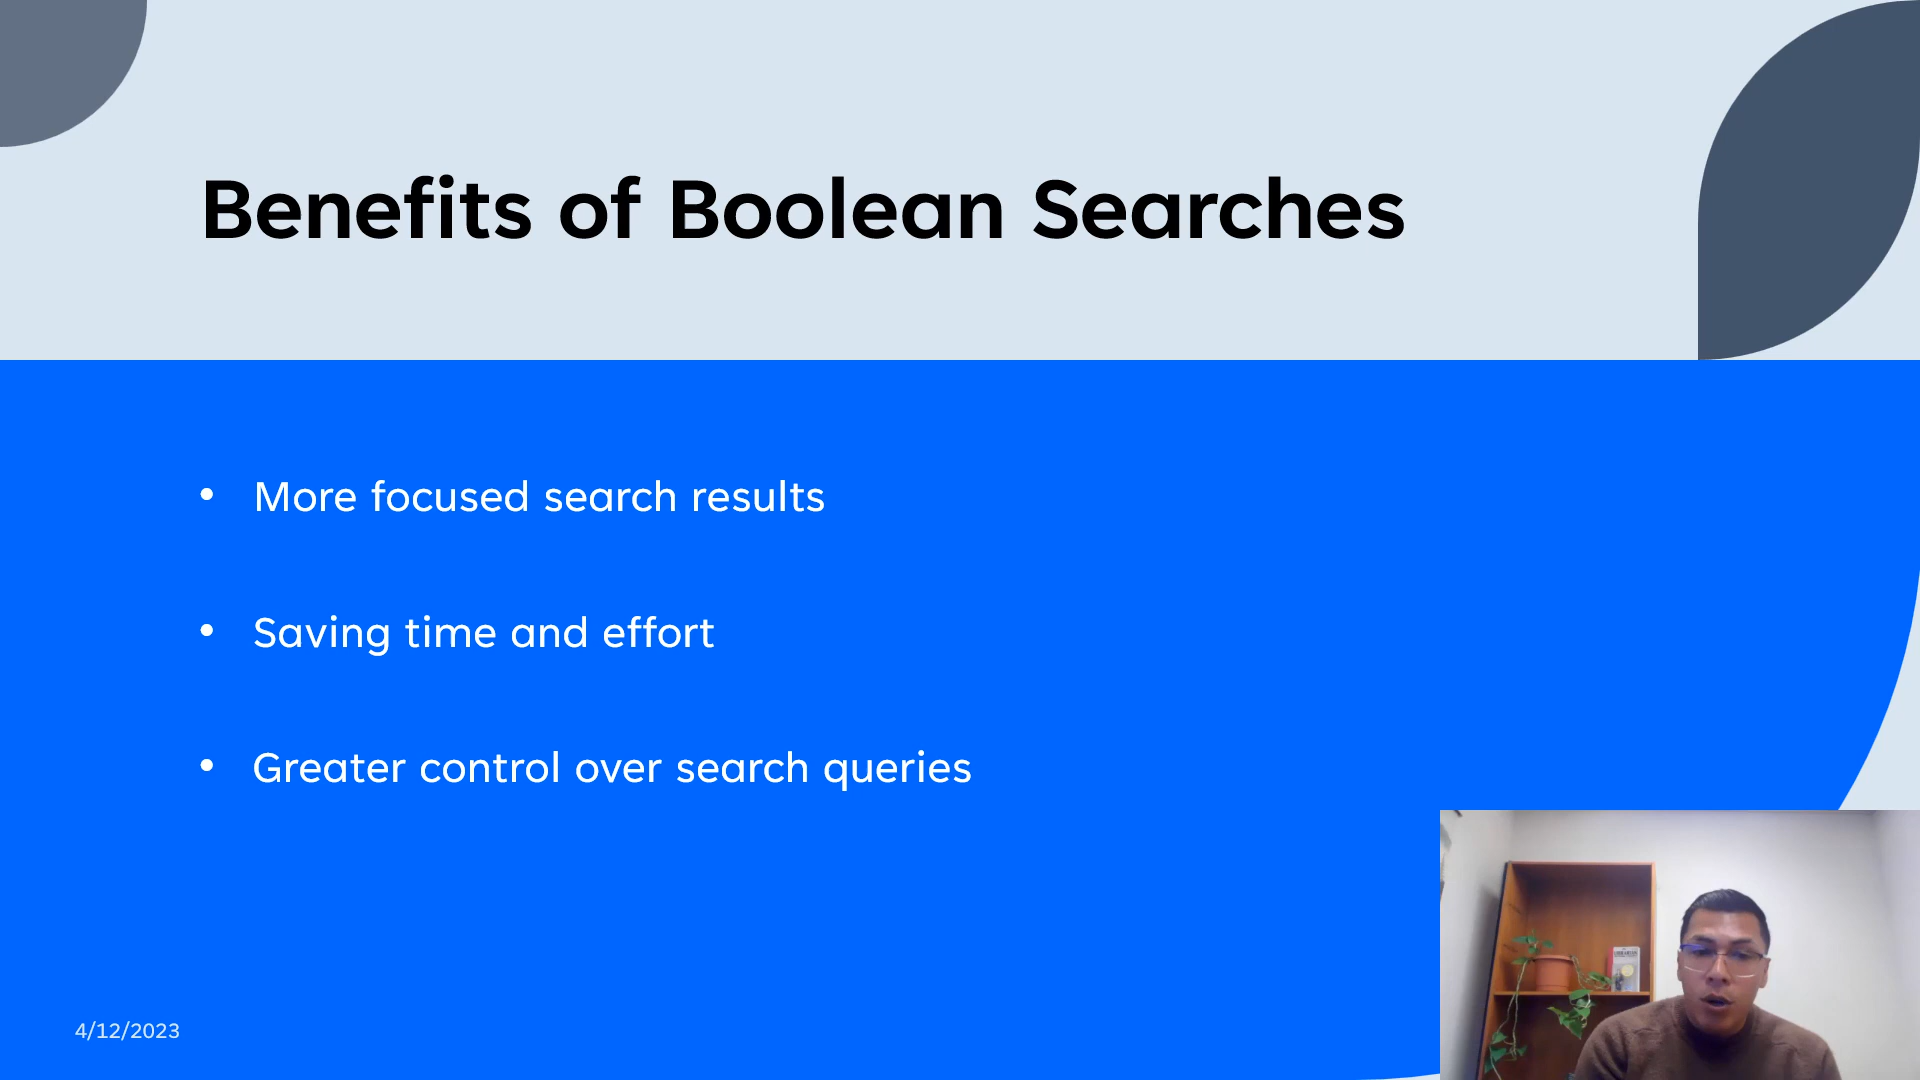 Benefits of Boolean Searches
• More focused search results
• Saving time and effort
• Greater control over search queries
4/12/2023